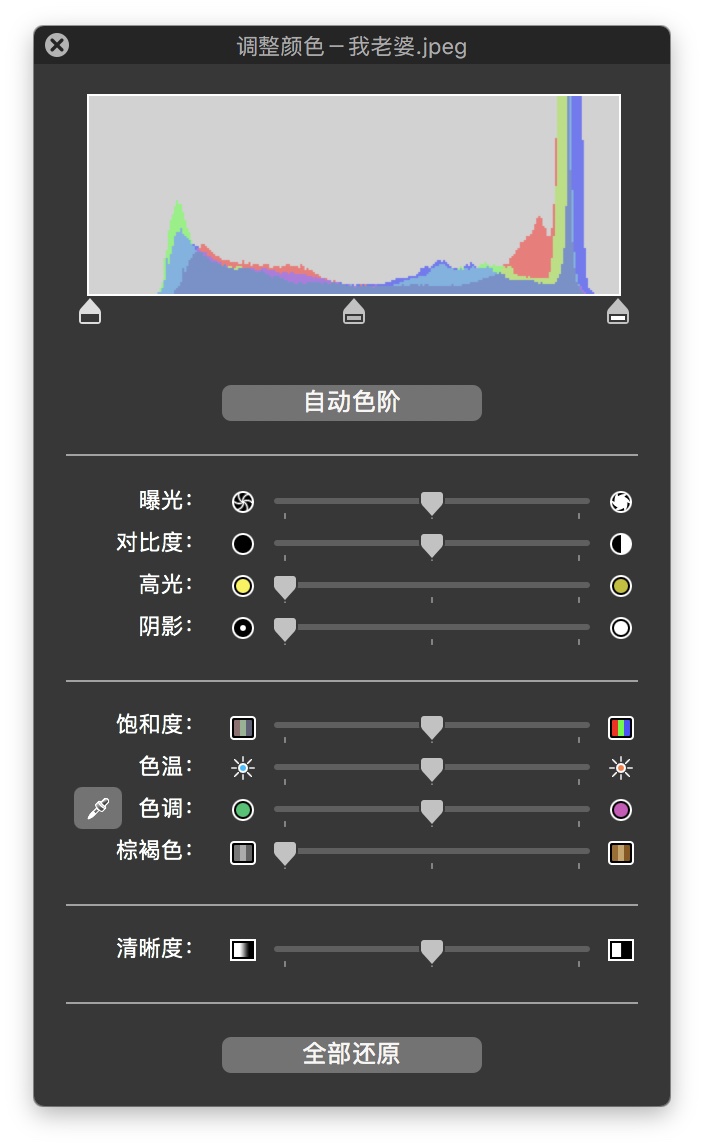 调整颜色－我老婆.jpeg
自动色阶
曝光：
对比度：
高光：
阴影：
饱和度：
色温：
色调：
棕褐色：
清晰度：
全部还原